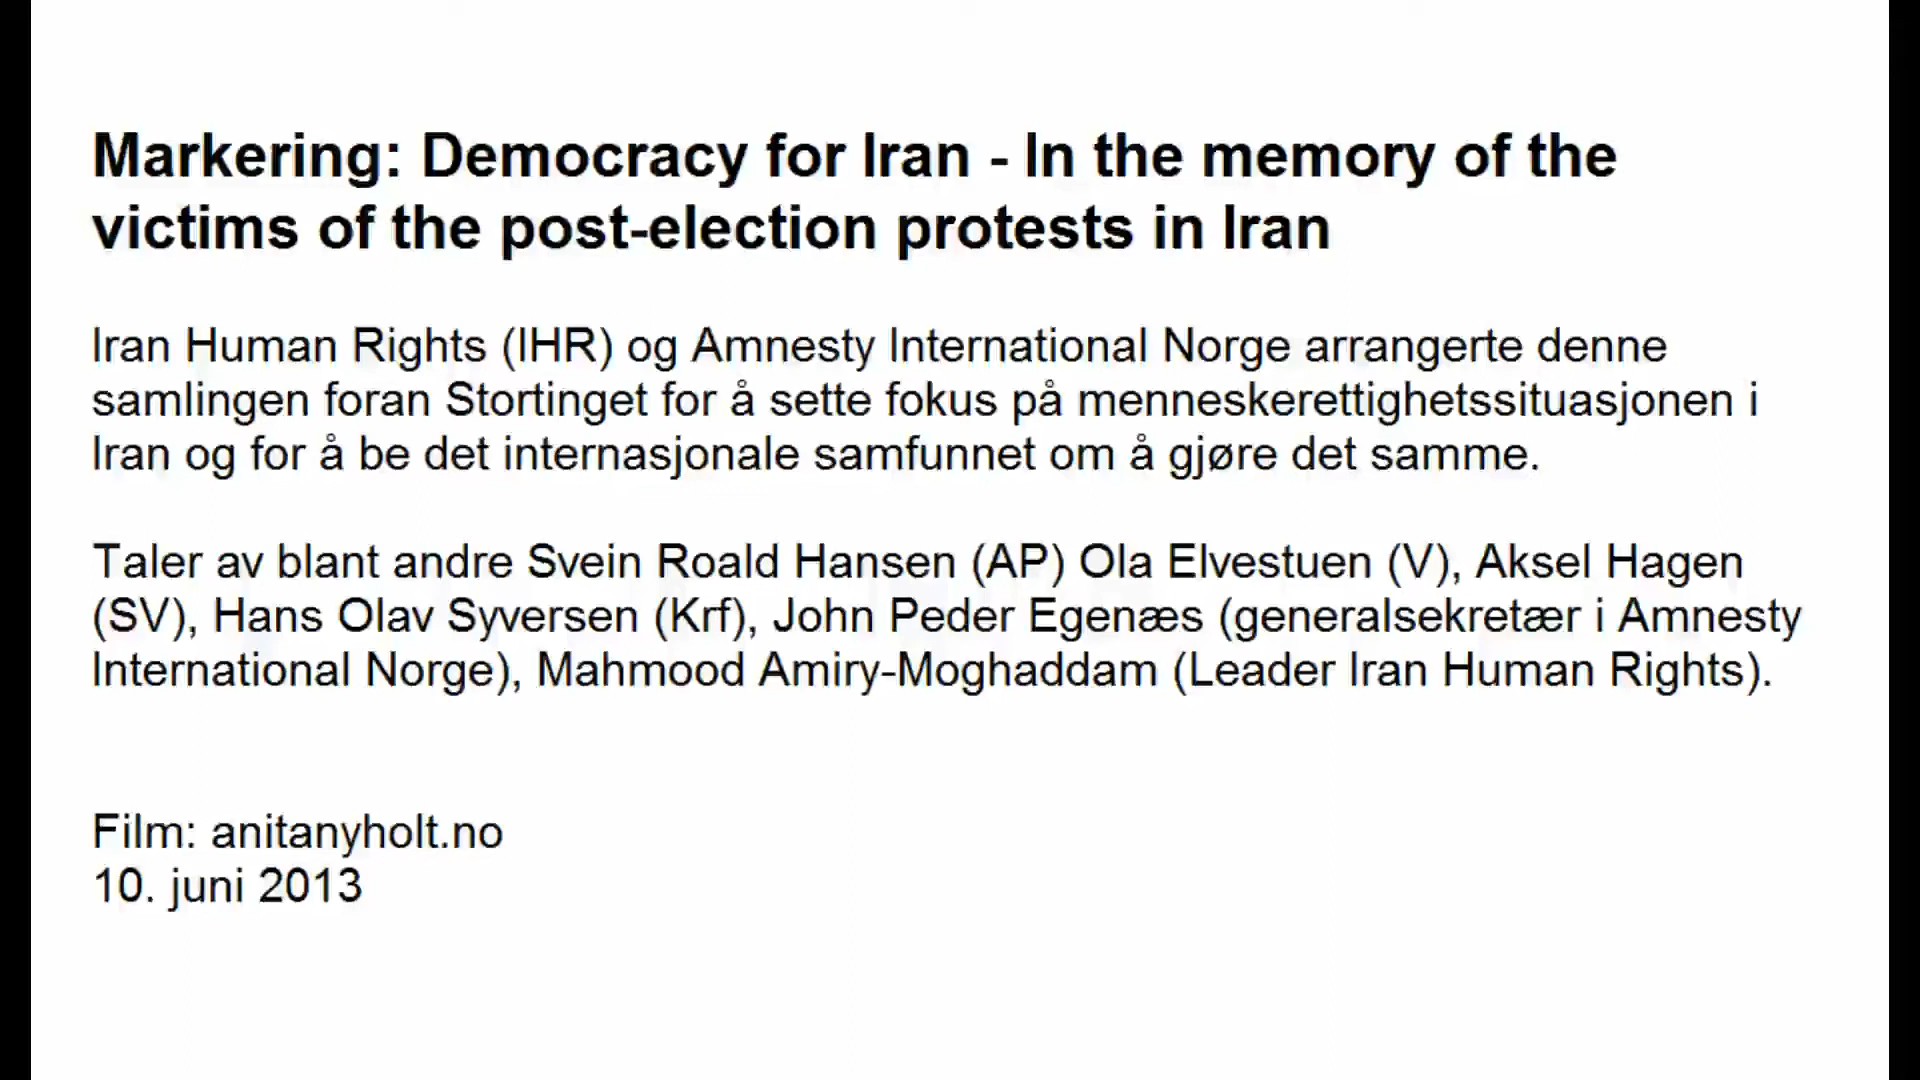 Markering: Democracy for Iran - In the memory of the
victims of the post-election protests in Iran
Iran Human Rights (IHR) og Amnesty International Norge arrangerte denne
samlingen foran Stortinget for å sette fokus på menneskerettighetssituasjonen i
Iran og for å be det internasjonale samfunnet om å gjøre det samme.
Taler av blant andre Svein Roald Hansen (AP) Ola Elvestuen (V), Aksel Hagen
(SV), Hans Olav Syversen (Krf), John Peder Egenæs (generalsekretær i Amnesty
International Norge), Mahmood Amiry-Moghaddam (Leader Iran Human Rights).
Film: anitanyholt.no
10. juni 2013